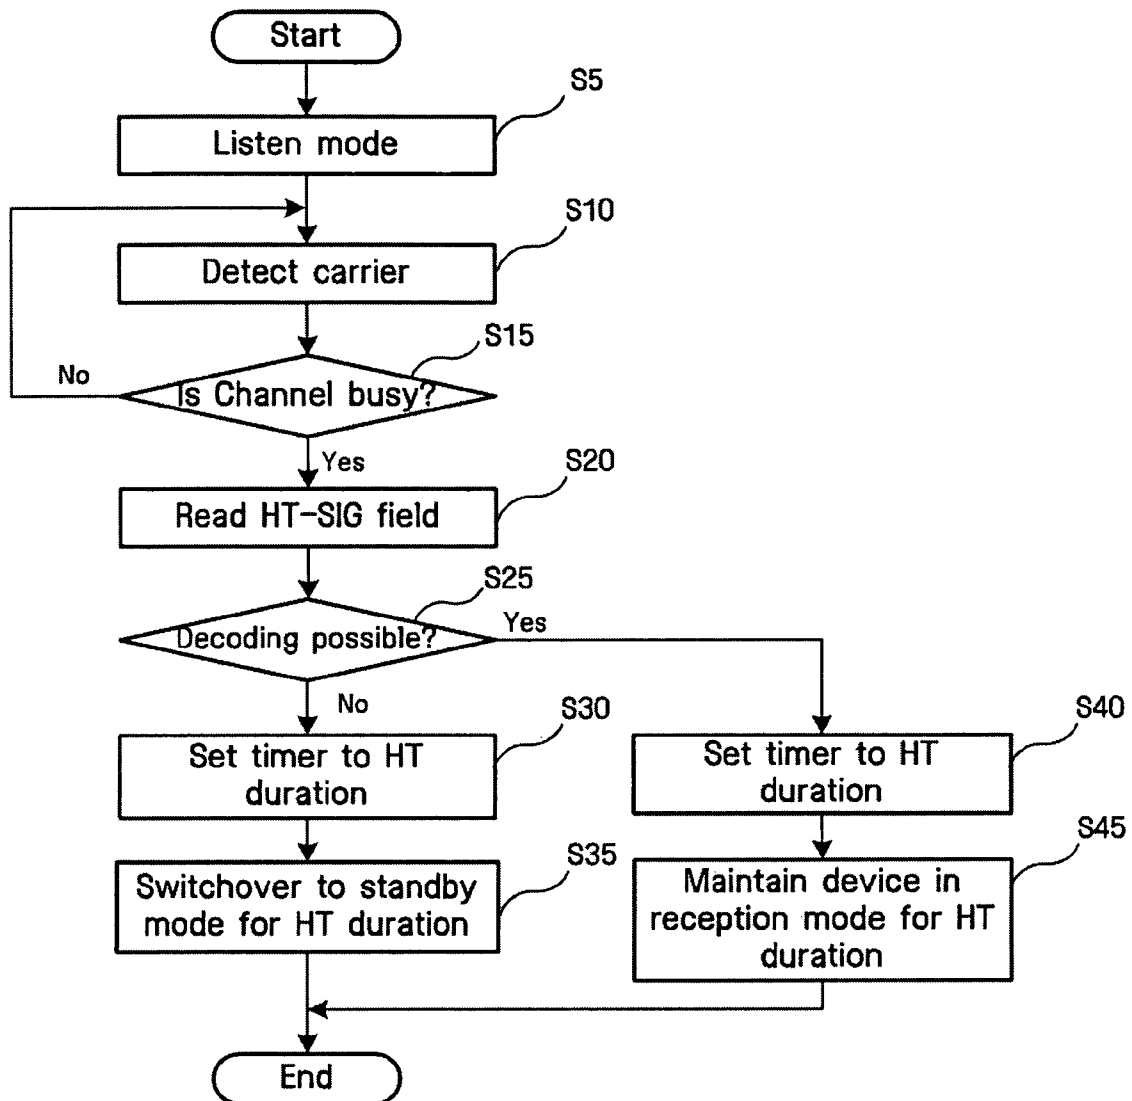 Start
S5
Listen mode
S10
Detect carrier
S15
No
Is Channel busy?
Yes
S20
Read HT-SIG field
S25
Decoding possible?
Yes
No
S30
Set timer to HT
duration
S40
Set timer to HT
duration
S35
Switchover to standby
mode for HT duration
S45
Maintain device in
reception mode for HT
duration
End